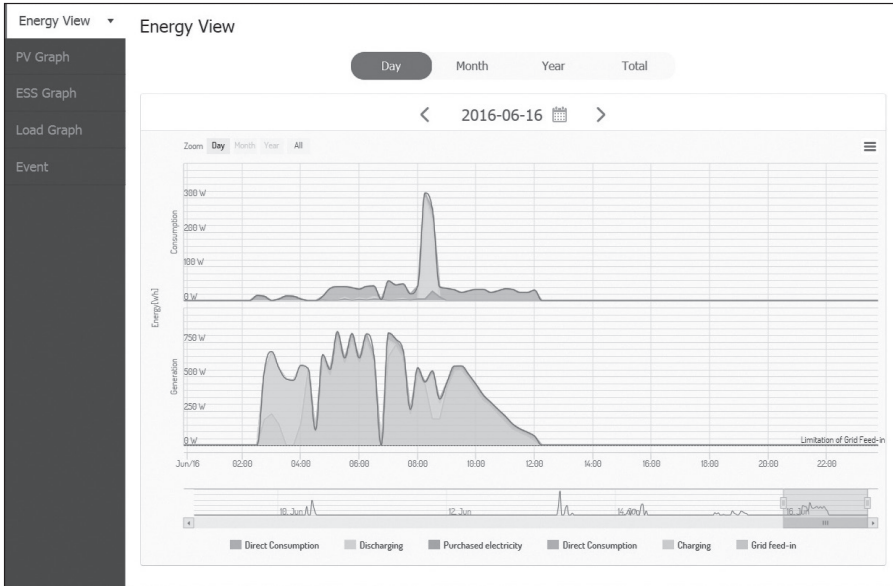 Energy View
PV Graph
ESS Graph
Load Graph
Event
Energy View
Day Month Year Total
2016-06-16
Zoom Day Month Year All
Energy[Wh]
Consumption
300 W
200 W
100 W
0 W
Generation
750 W
500 W
250 W
0 W
Limitation of Grid Feed-in
Jun/16 02:00 04:00 06:00 08:00 10:00 12:00 14:00 16:00 18:00 20:00 22:00
10. Jun 12. Jun 14. Jun 16. Jun
Direct Consumption Discharging Purchased electricity Direct Consumption Charging Grid feed-in